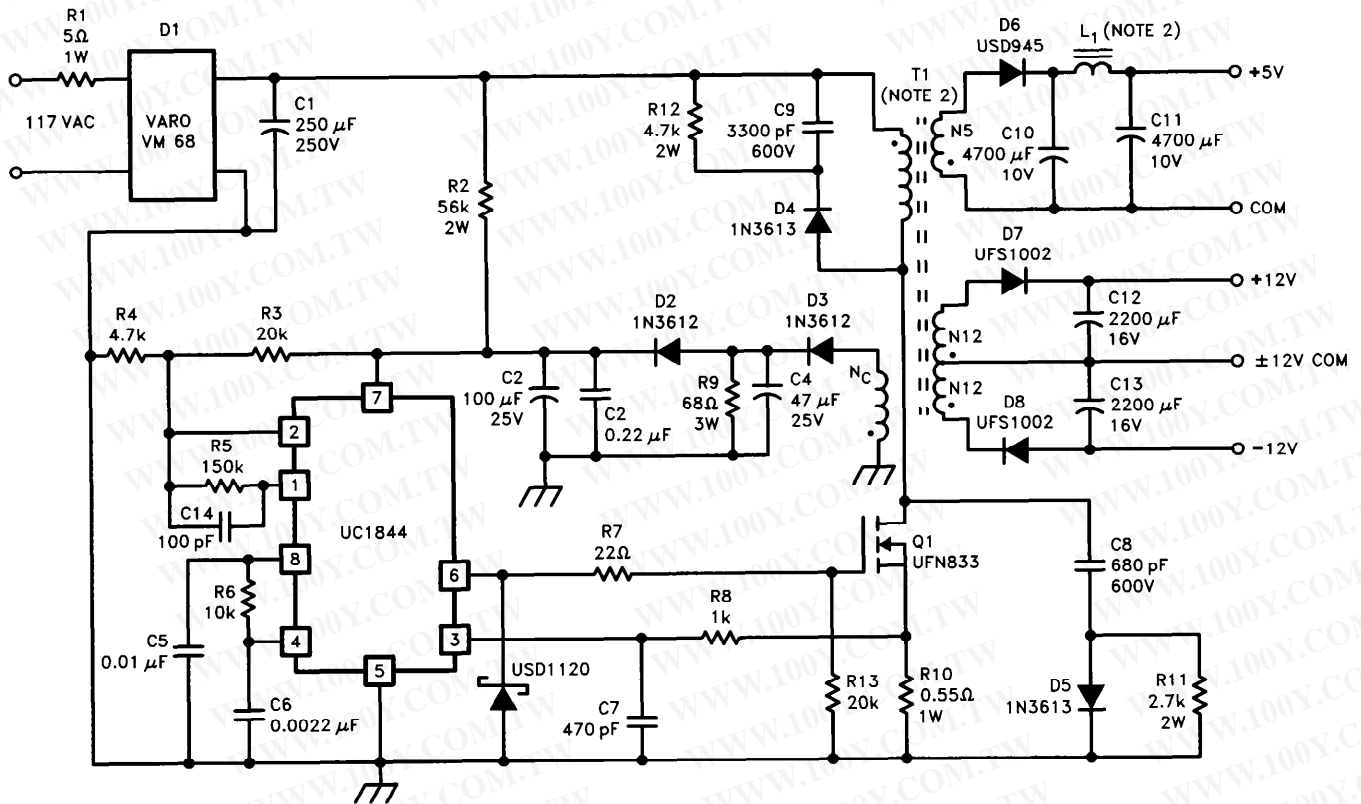 R1
5Ω
1W
D1
117 VAC
VARO
VM 68
C1
250 μF
250V
R2
56k
2W
R12
4.7k
2W
C9
3300 pF
600V
D4
1N3613
T1
(NOTE 2)
D6
USD945
L1 (NOTE 2)
+5V
N5
C10
4700 μF
10V
C11
4700 μF
10V
COM
D7
UFS1002
+12V
C12
2200 μF
16V
N12
±12V COM
N12
C13
2200 μF
16V
D8
UFS1002
-12V
R4
4.7k
R3
20k
D2
1N3612
D3
1N3612
C2
100 μF
25V
C2
0.22 μF
R9
68Ω
3W
C4
47 μF
25V
NC
7
2
R5
150k
1
C14
100 pF
UC1844
8
R6
10k
4
C5
0.01 μF
C6
0.0022 μF
5
6
3
R7
22Ω
Q1
UFN833
R8
1k
USD1120
C7
470 pF
R13
20k
R10
0.55Ω
1W
C8
680 pF
600V
D5
1N3613
R11
2.7k
2W
WWW.100Y.COM.TW